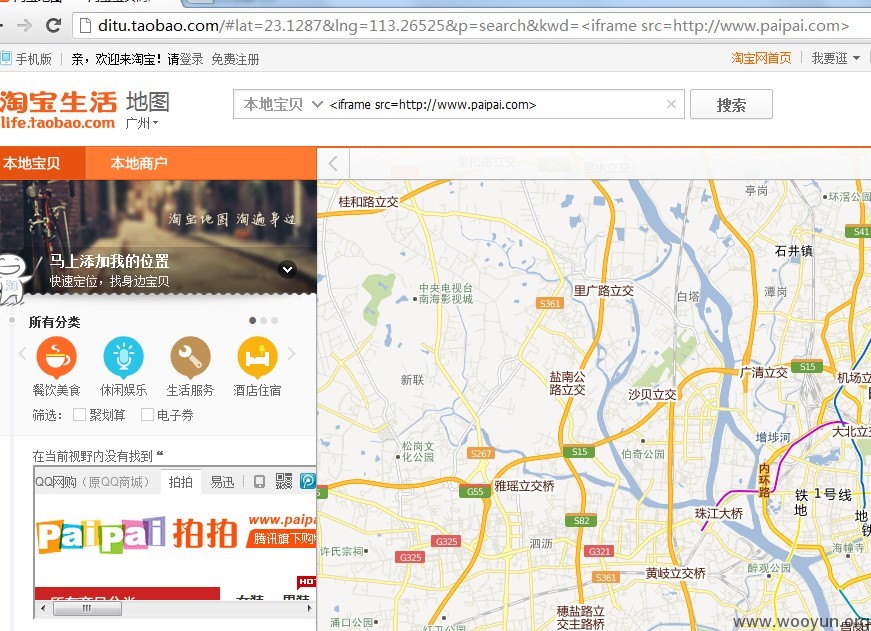 ditu.taobao.com/#lat=23.1287&lng=113.26525&p=search&kwd=<iframe src=http://www.paipai.com>
手机版 亲，欢迎来淘宝！请登录 免费注册 淘宝网首页 我要逛
淘宝生活 地图
life.taobao.com 广州
本地宝贝 <iframe src=http://www.paipai.com> × 搜索
本地宝贝 本地商户
淘宝地图 淘遍身边
马上添加我的位置
快速定位，找身边宝贝
淘
所有分类
餐饮美食 休闲娱乐 生活服务 酒店住宿
筛选： 聚划算 电子券
在当前视野内没有找到 “
QQ网购（原QQ商城） 拍拍 易迅
PaiPai 拍拍
www.paipa
腾讯旗下购
HOT
里和路立交
里水立交
亭岗
环滘公园
桂和路立交
S41
石井镇
中央电视台
南海影视城
里广路立交
白塔
潭岗
S361
新联
盐南公
路立交
沙贝立交
广清立交
S15
机场立
大北立交
增埗河
松岗文
化公园
S267
S15
伯奇公园
内环路
雅瑶立交桥
G55
铁 1号线
地
珠江大桥
S82
地
铁
许氏宗祠
G325
G325
泗沥
G321
海幢寺
醉观公园
黄岐立交桥
S361
涌口公园
穗盐路立
交主路桥
www.wooyun.org